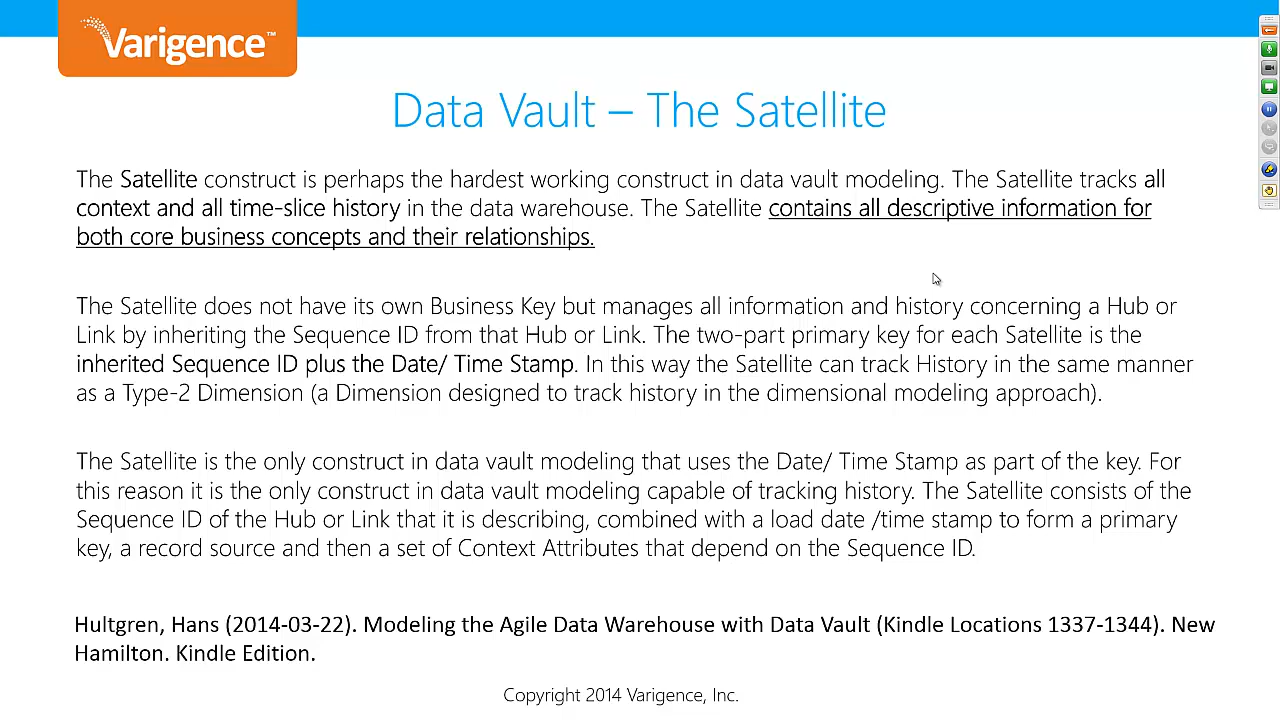 Varigence™
Data Vault – The Satellite
The Satellite construct is perhaps the hardest working construct in data vault modeling. The Satellite tracks all
context and all time-slice history in the data warehouse. The Satellite contains all descriptive information for
both core business concepts and their relationships.
The Satellite does not have its own Business Key but manages all information and history concerning a Hub or
Link by inheriting the Sequence ID from that Hub or Link. The two-part primary key for each Satellite is the
inherited Sequence ID plus the Date/ Time Stamp. In this way the Satellite can track History in the same manner
as a Type-2 Dimension (a Dimension designed to track history in the dimensional modeling approach).
The Satellite is the only construct in data vault modeling that uses the Date/ Time Stamp as part of the key. For
this reason it is the only construct in data vault modeling capable of tracking history. The Satellite consists of the
Sequence ID of the Hub or Link that it is describing, combined with a load date /time stamp to form a primary
key, a record source and then a set of Context Attributes that depend on the Sequence ID.
Hultgren, Hans (2014-03-22). Modeling the Agile Data Warehouse with Data Vault (Kindle Locations 1337-1344). New
Hamilton. Kindle Edition.
Copyright 2014 Varigence, Inc.